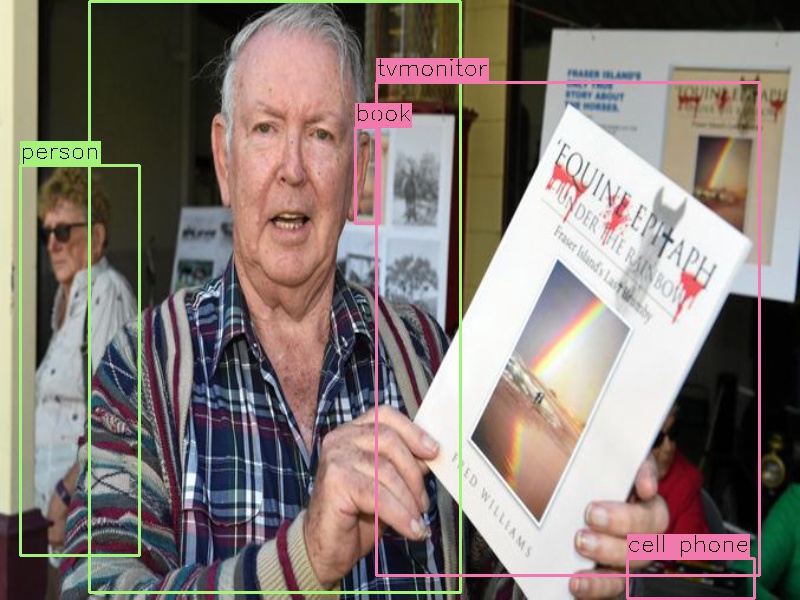 tvmonitor
book
person
FRASER ISLAND'S
ONLY TRUE
STORY ABOUT
THE HORSES.
'EQUINE EPITAPH
'EQUINE EPITAPH
UNDER THE RAINBOW'
Fraser Island's Last Brumby
FRED WILLIAMS
cell phone